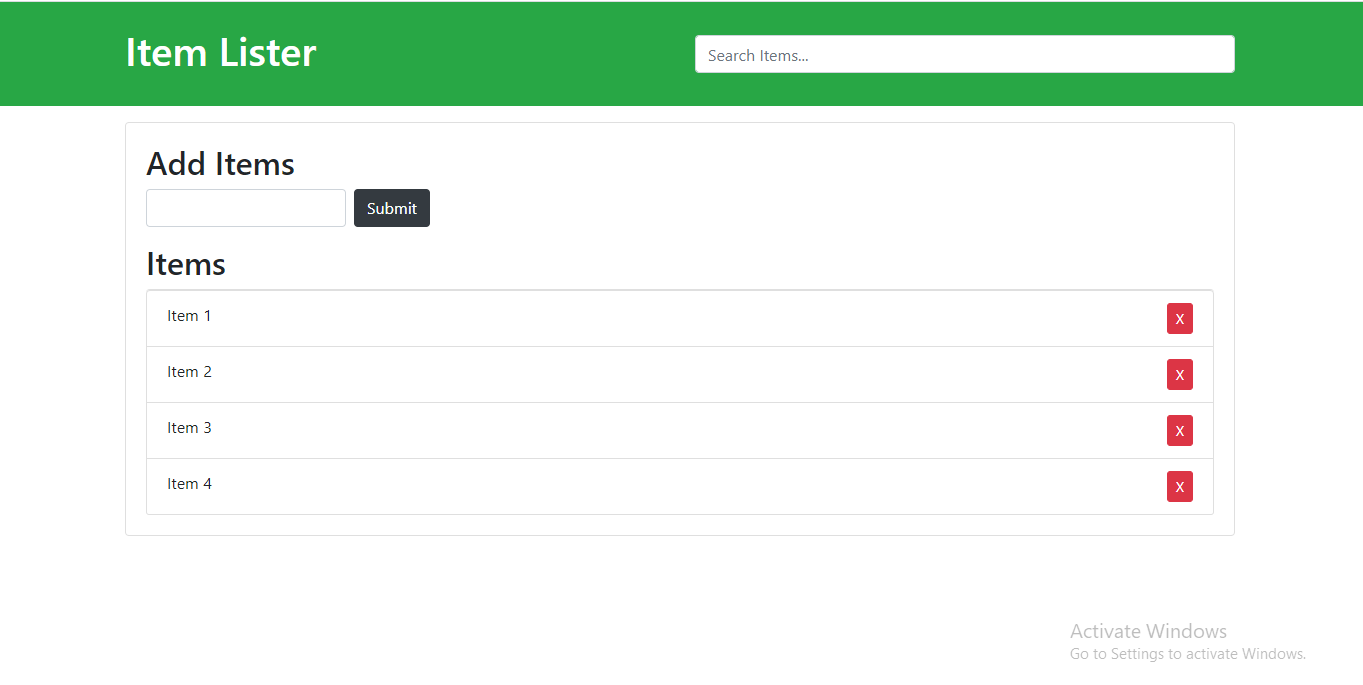 Item Lister
Search Items...
Add Items
Submit
Items
Item 1
X
Item 2
X
Item 3
X
Item 4
X
Activate Windows
Go to Settings to activate Windows.